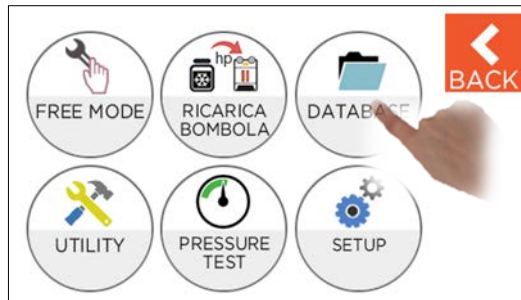 hp
FREE MODE
RICARICA
BOMBOLA
DATABASE
BACK
UTILITY
PRESSURE
TEST
SETUP